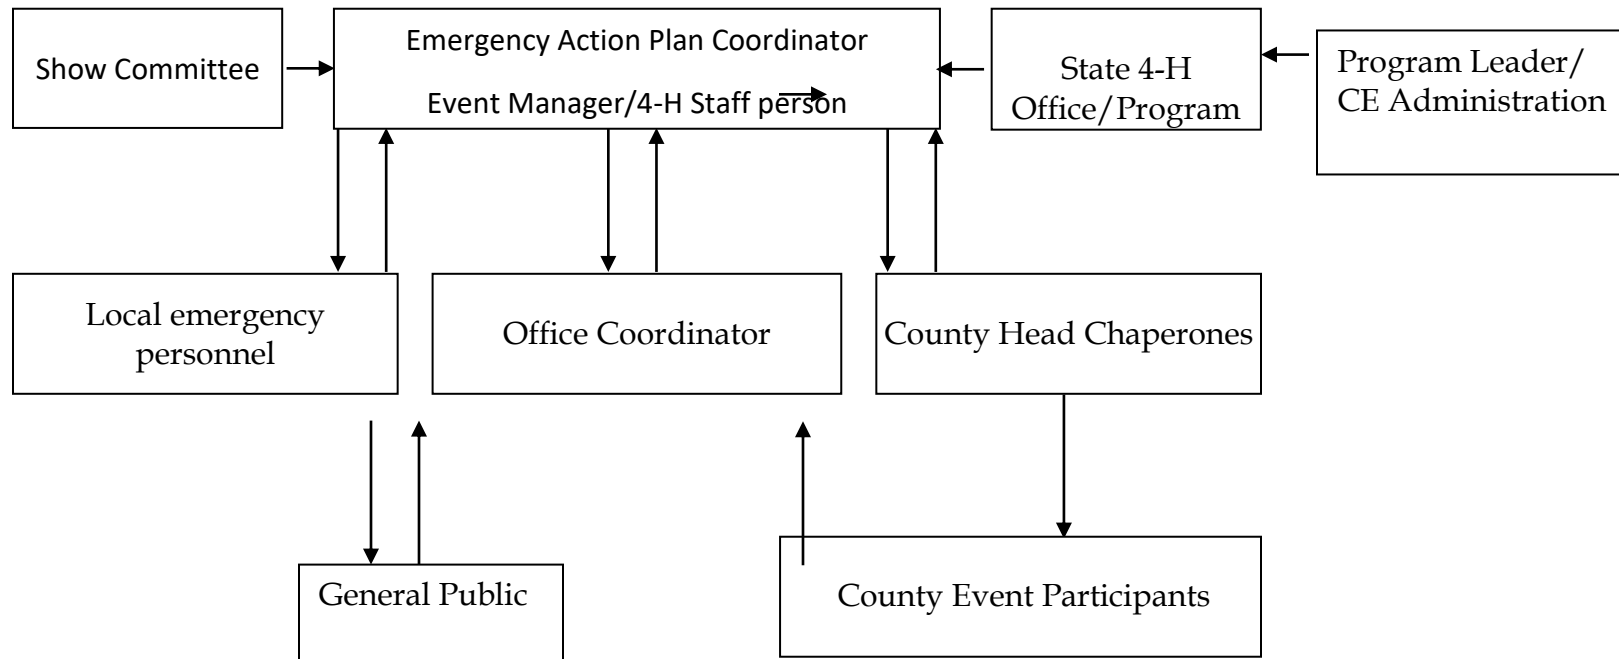 Show Committee
Emergency Action Plan Coordinator
Event Manager/4-H Staff person
State 4-H
Office/Program
Program Leader/
CE Administration
Local emergency
personnel
Office Coordinator
County Head Chaperones
General Public
County Event Participants